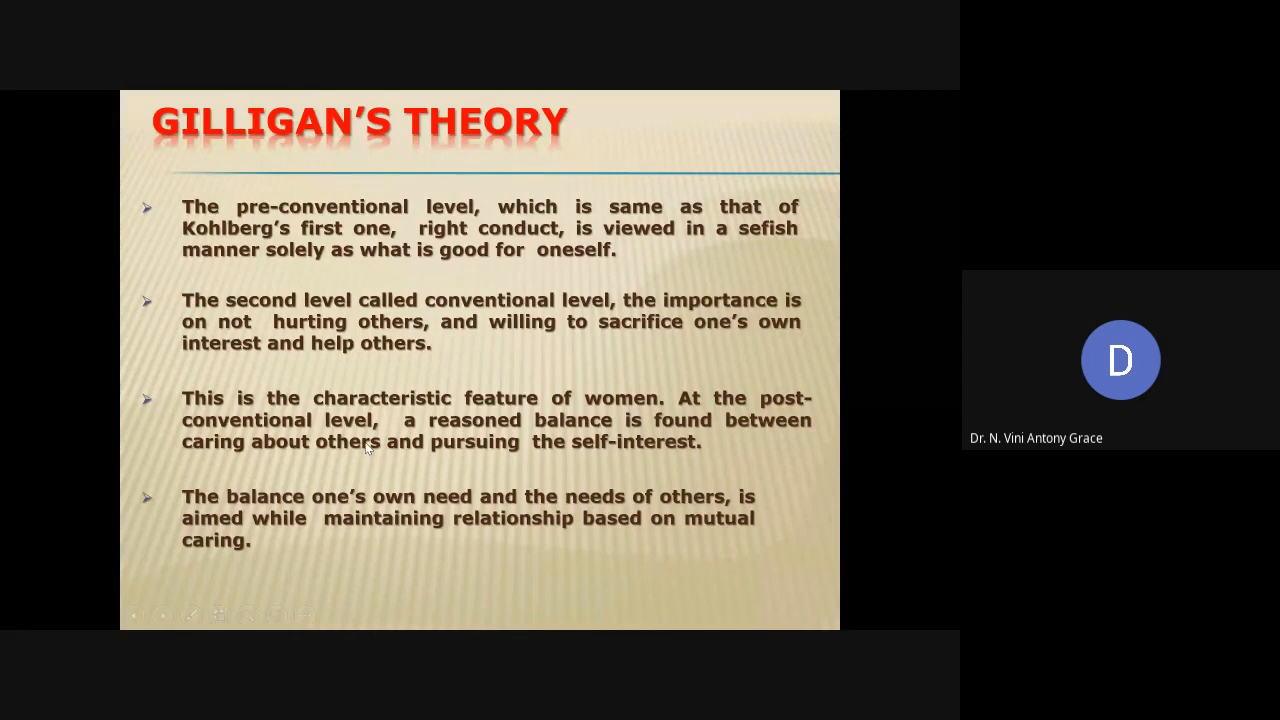 GILLIGAN’S THEORY
The pre-conventional level, which is same as that of
Kohlberg’s first one, right conduct, is viewed in a sefish
manner solely as what is good for oneself.
The second level called conventional level, the importance is
on not hurting others, and willing to sacrifice one’s own
interest and help others.
This is the characteristic feature of women. At the post-
conventional level, a reasoned balance is found between
caring about others and pursuing the self-interest.
The balance one’s own need and the needs of others, is
aimed while maintaining relationship based on mutual
caring.
D
Dr. N. Vini Antony Grace